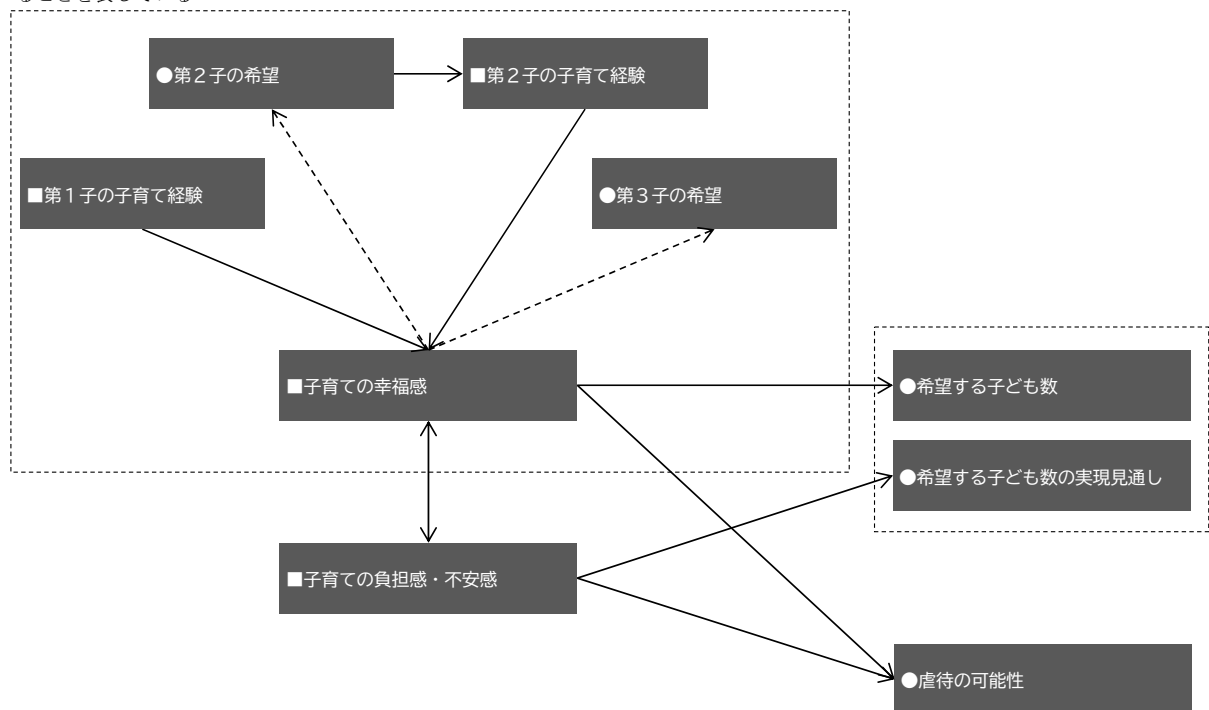 ●第２子の希望
■第２子の子育て経験
■第１子の子育て経験
●第３子の希望
■子育ての幸福感
●希望する子ども数
●希望する子ども数の実現見通し
■子育ての負担感・不安感
●虐待の可能性